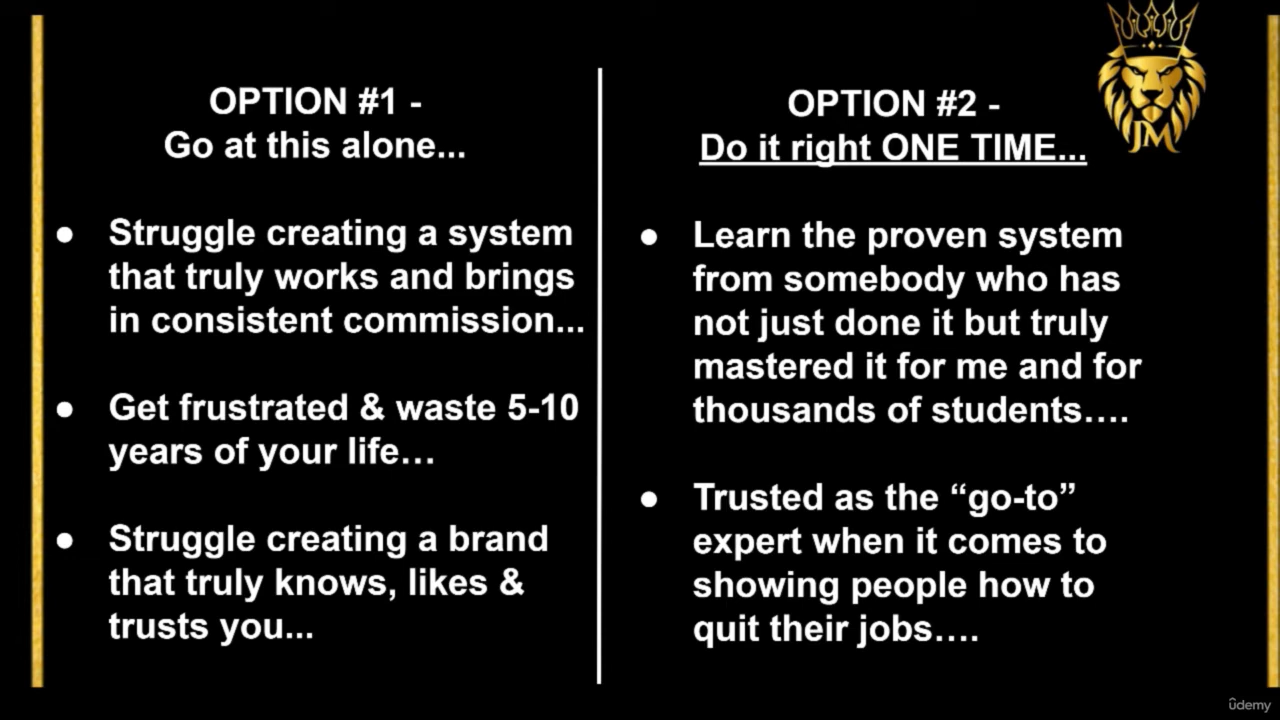 OPTION #1 -
Go at this alone...
● Struggle creating a system
that truly works and brings
in consistent commission...
● Get frustrated & waste 5-10
years of your life…
● Struggle creating a brand
that truly knows, likes &
trusts you...
OPTION #2 -
Do it right ONE TIME...
● Learn the proven system
from somebody who has
not just done it but truly
mastered it for me and for
thousands of students….
● Trusted as the “go-to”
expert when it comes to
showing people how to
quit their jobs….
JM
ûdemy